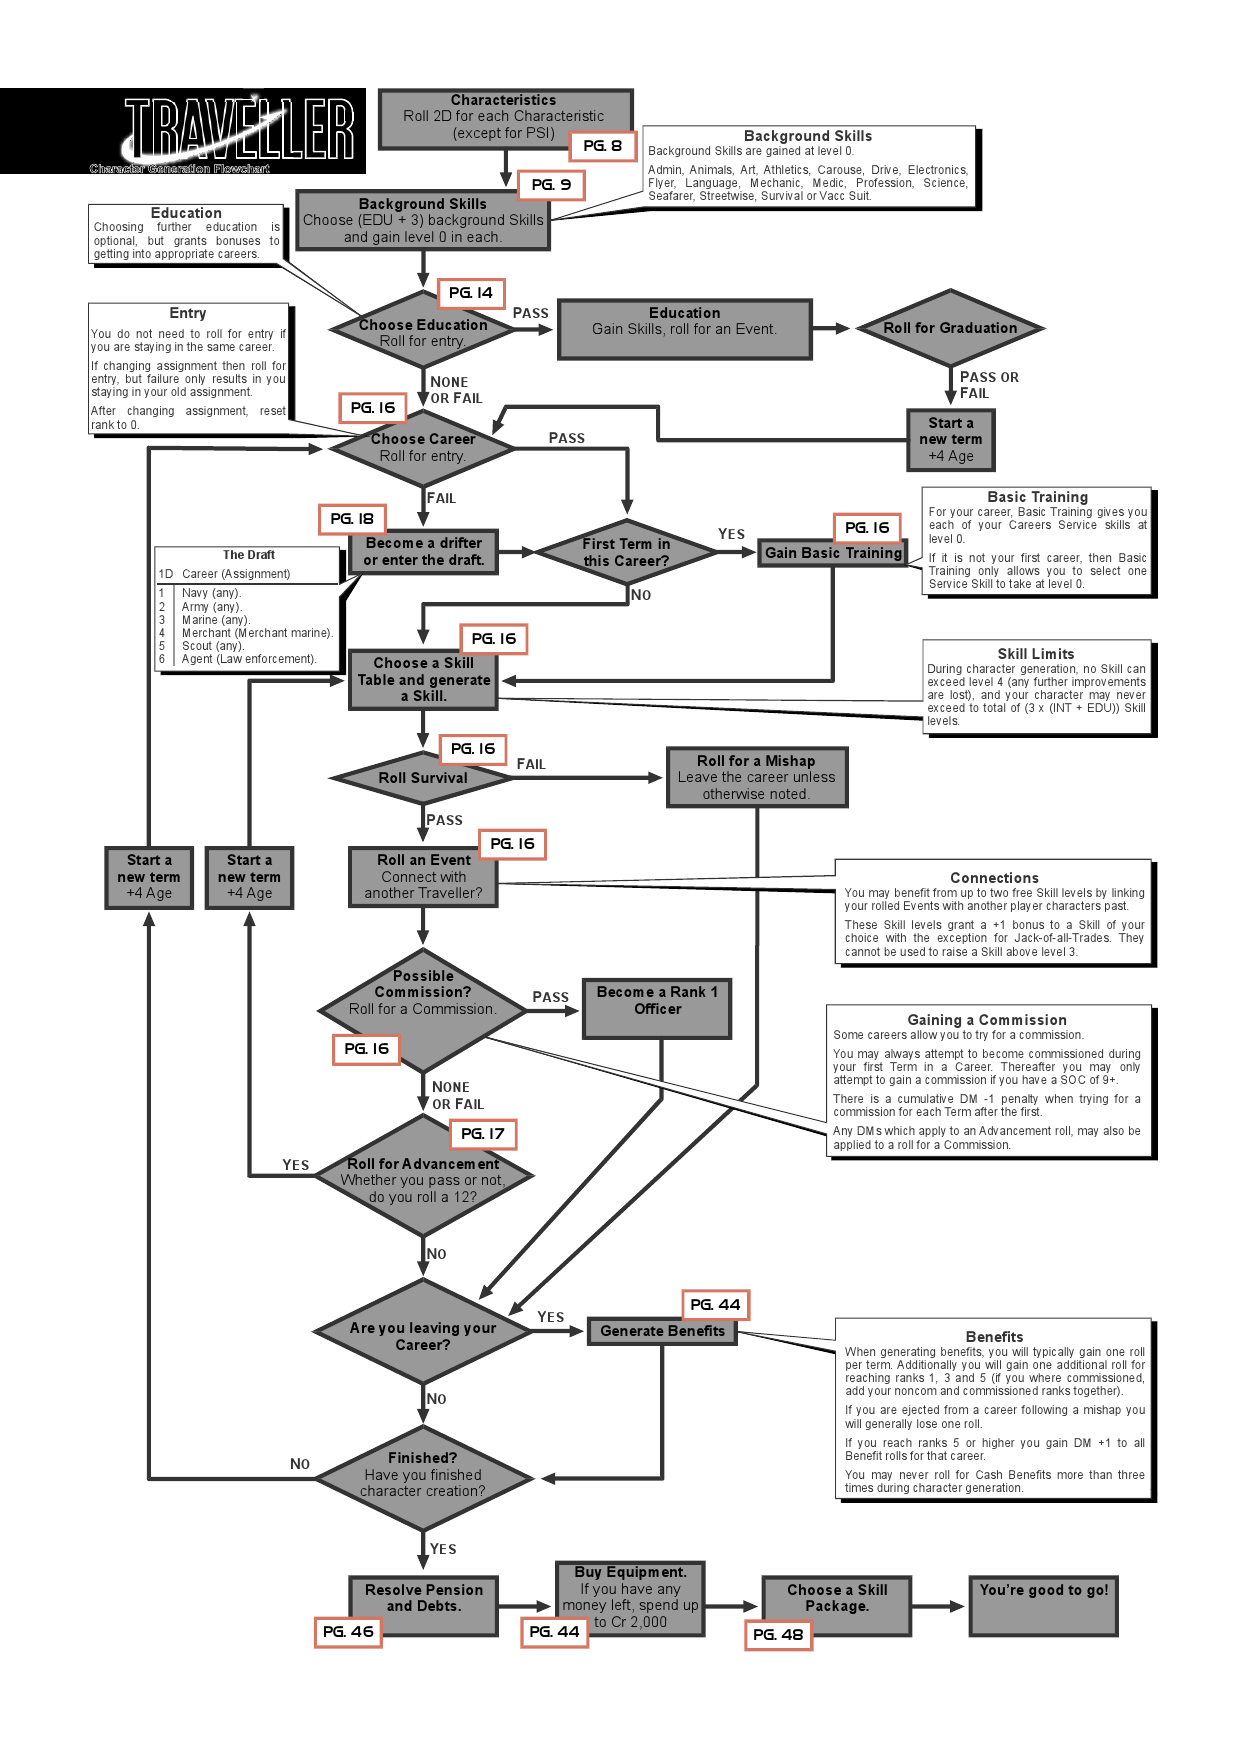 TRAVELLER
Character Generation Flowchart
Characteristics
Roll 2D for each Characteristic
(except for PSI)
PG. 8
Background Skills
Background Skills are gained at level 0.
Admin, Animals, Art, Athletics, Carouse, Drive, Electronics,
Flyer, Language, Mechanic, Medic, Profession, Science,
Seafarer, Streetwise, Survival or Vacc Suit.
PG. 9
Background Skills
Choose (EDU + 3) background Skills
and gain level 0 in each.
Education
Choosing further education is
optional, but grants bonuses to
getting into appropriate careers.
PG. 14
Choose Education
Roll for entry.
PASS
Education
Gain Skills, roll for an Event.
Roll for Graduation
PASS OR
FAIL
Start a
new term
+4 Age
NONE
OR FAIL
Entry
You do not need to roll for entry if
you are staying in the same career.
If changing assignment then roll for
entry, but failure only results in you
staying in your old assignment.
After changing assignment, reset
rank to 0.
PG. 16
Choose Career
Roll for entry.
PASS
FAIL
PG. 18
Become a drifter
or enter the draft.
First Term in
this Career?
YES
NO
PG. 16
Gain Basic Training
Basic Training
For your career, Basic Training gives you
each of your Careers Service skills at
level 0.
If it is not your first career, then Basic
Training only allows you to select one
Service Skill to take at level 0.
The Draft
1D Career (Assignment)
1 Navy (any).
2 Army (any).
3 Marine (any).
4 Merchant (Merchant marine).
5 Scout (any).
6 Agent (Law enforcement).
PG. 16
Choose a Skill
Table and generate
a Skill.
Skill Limits
During character generation, no Skill can
exceed level 4 (any further improvements
are lost), and your character may never
exceed to total of (3 x (INT + EDU)) Skill
levels.
PG. 16
Roll Survival
FAIL
Roll for a Mishap
Leave the career unless
otherwise noted.
PASS
PG. 16
Roll an Event
Connect with
another Traveller?
Start a
new term
+4 Age
Start a
new term
+4 Age
Connections
You may benefit from up to two free Skill levels by linking
your rolled Events with another player characters past.
These Skill levels grant a +1 bonus to a Skill of your
choice with the exception for Jack-of-all-Trades. They
cannot be used to raise a Skill above level 3.
Possible
Commission?
Roll for a Commission.
PG. 16
PASS
Become a Rank 1
Officer
NONE
OR FAIL
Gaining a Commission
Some careers allow you to try for a commission.
You may always attempt to become commissioned during
your first Term in a Career. Thereafter you may only
attempt to gain a commission if you have a SOC of 9+.
There is a cumulative DM -1 penalty when trying for a
commission for each Term after the first.
Any DMs which apply to an Advancement roll, may also be
applied to a roll for a Commission.
PG. 17
Roll for Advancement
Whether you pass or not,
do you roll a 12?
YES
NO
Are you leaving your
Career?
YES
PG. 44
Generate Benefits
NO
Benefits
When generating benefits, you will typically gain one roll
per term. Additionally you will gain one additional roll for
reaching ranks 1, 3 and 5 (if you where commissioned,
add your noncom and commissioned ranks together).
If you are ejected from a career following a mishap you
will generally lose one roll.
If you reach ranks 5 or higher you gain DM +1 to all
Benefit rolls for that career.
You may never roll for Cash Benefits more than three
times during character generation.
Finished?
Have you finished
character creation?
NO
YES
Resolve Pension
and Debts.
PG. 46
Buy Equipment.
If you have any
money left, spend up
to Cr 2,000
PG. 44
Choose a Skill
Package.
PG. 48
You're good to go!